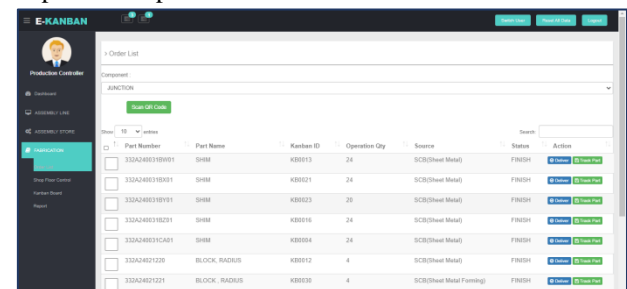 E-KANBAN
Delete User Reset All Data Logout
Production Controller
Dashboard
ASSEMBLY LINE
ASSEMBLY STORE
FABRICATION
Shop Floor Control
Kanban Board
Report
› Order List
Component :
JUNCTION
Scan QR Code
Show 10 entries
Search:
Part Number Part Name Kanban ID Operation Qty Source Status Action
332A240031BW01 SHIM KB0013 24 SCB(Sheet Metal) FINISH Deliver Track Part
332A240031BX01 SHIM KB0021 24 SCB(Sheet Metal) FINISH Deliver Track Part
332A240031BY01 SHIM KB0023 20 SCB(Sheet Metal) FINISH Deliver Track Part
332A240031BZ01 SHIM KB0016 24 SCB(Sheet Metal) FINISH Deliver Track Part
332A240031CA01 SHIM KB0004 24 SCB(Sheet Metal) FINISH Deliver Track Part
332A24021220 BLOCK, RADIUS KB0012 4 SCB(Sheet Metal) FINISH Deliver Track Part
332A24021221 BLOCK , RADIUS KB0030 4 SCB(Sheet Metal Forming) FINISH Deliver Track Part